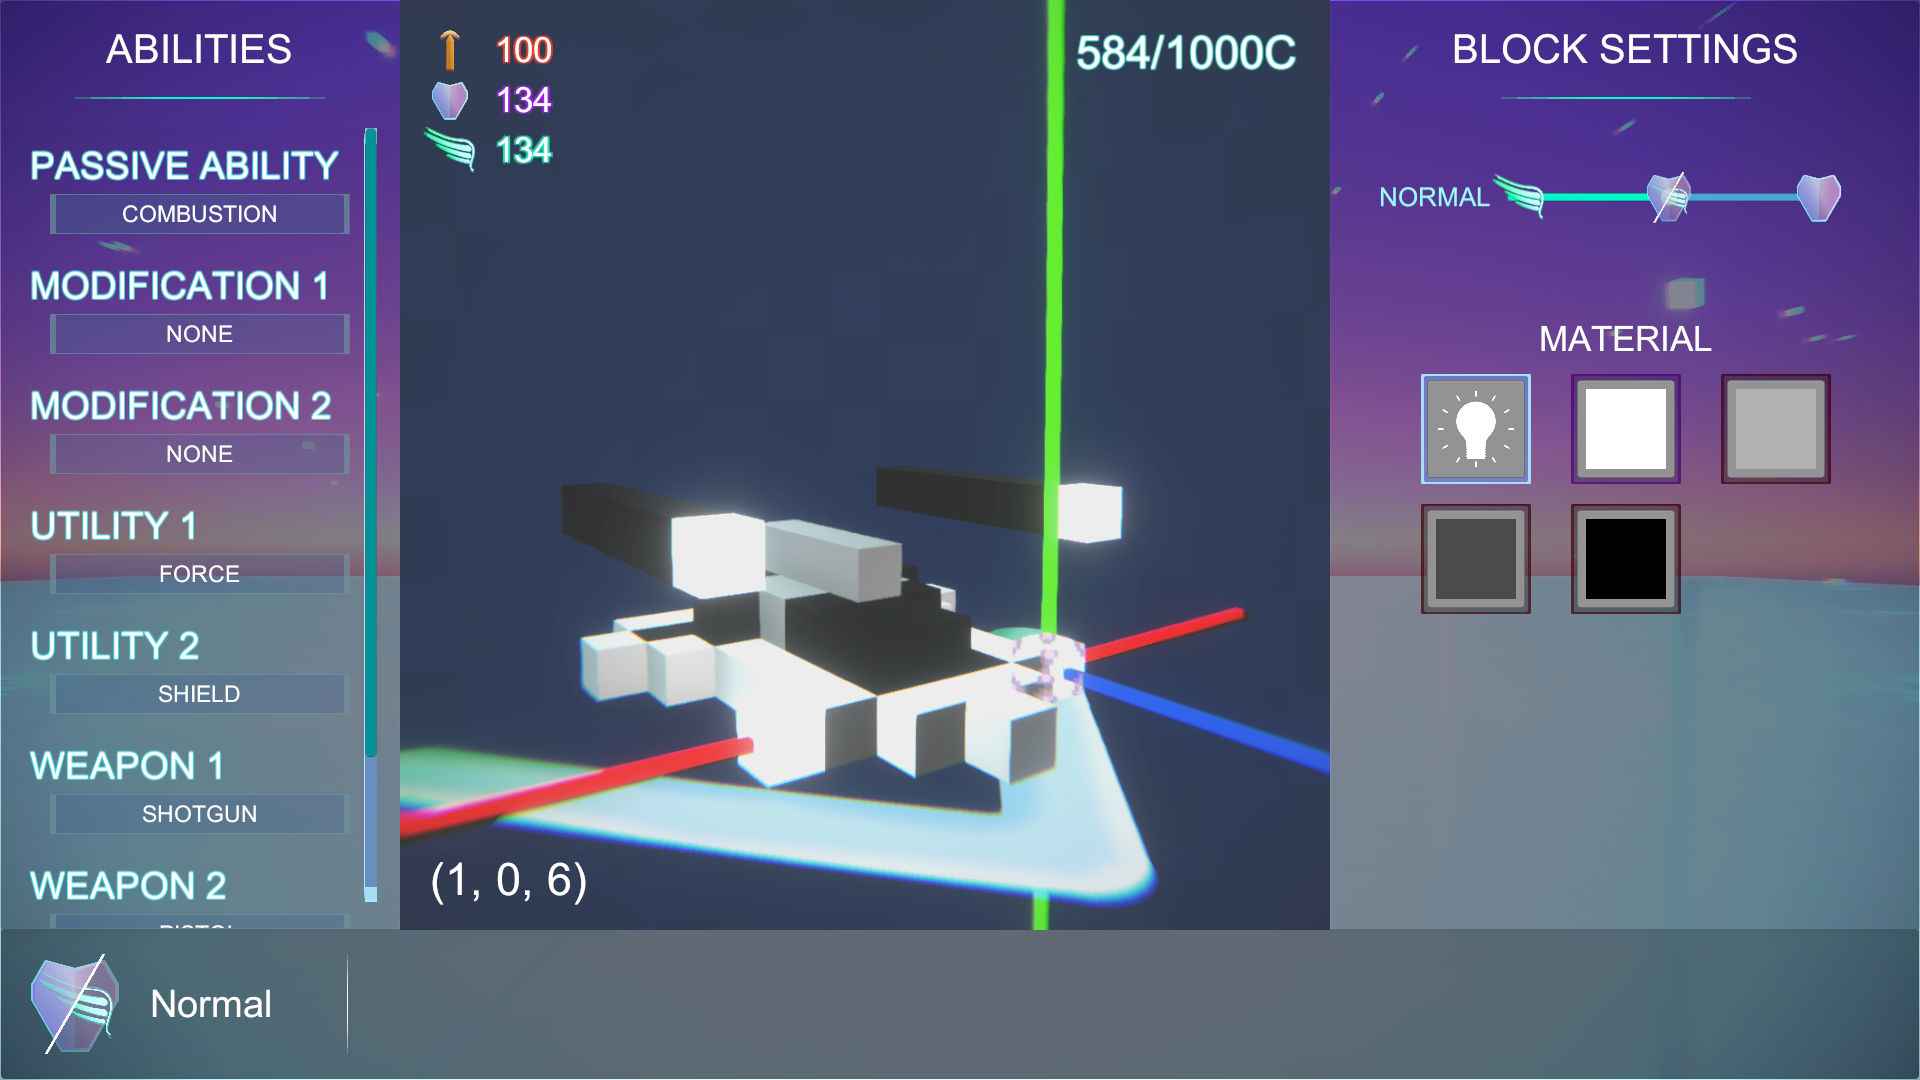 ABILITIES
PASSIVE ABILITY
COMBUSTION
MODIFICATION 1
NONE
MODIFICATION 2
NONE
UTILITY 1
FORCE
UTILITY 2
SHIELD
WEAPON 1
SHOTGUN
WEAPON 2
100
134
134
584/1000C
(1, 0, 6)
BLOCK SETTINGS
NORMAL
MATERIAL
Normal